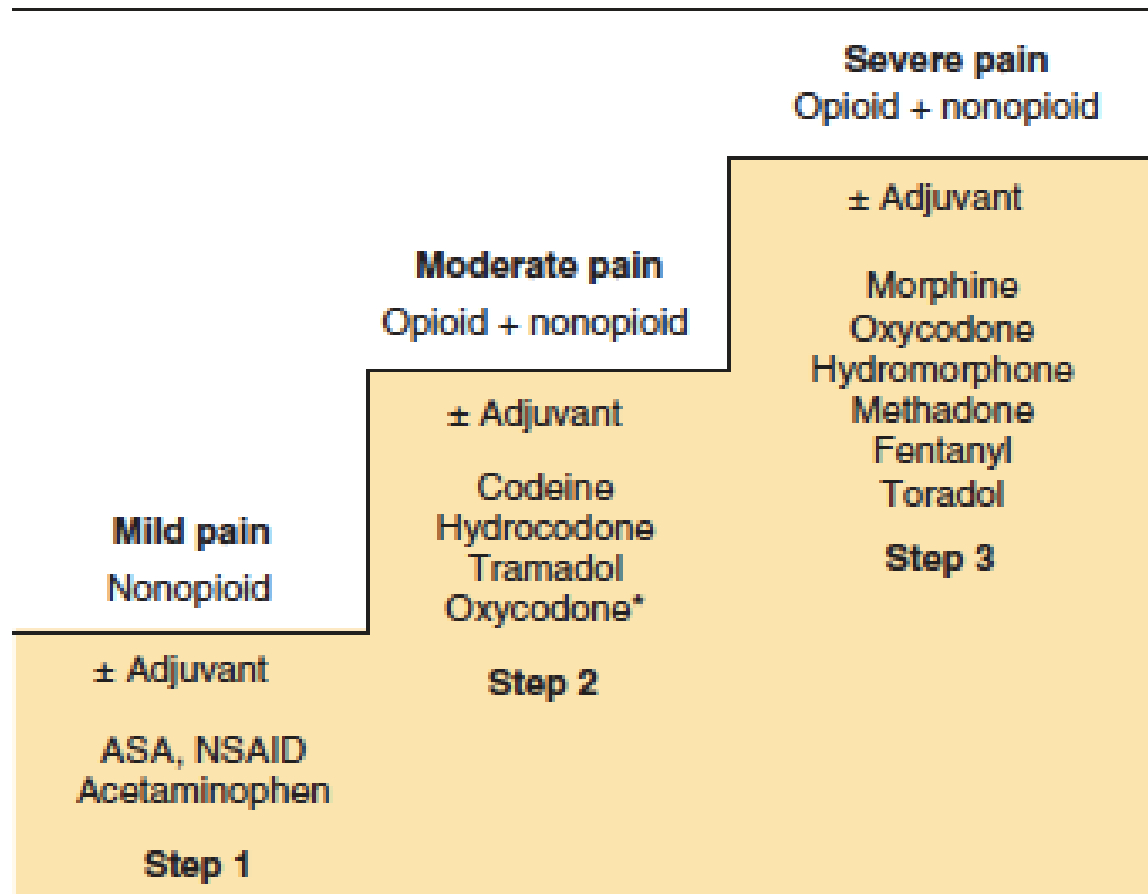 Severe pain
Opioid + nonopioid
± Adjuvant
Morphine
Oxycodone
Hydromorphone
Methadone
Fentanyl
Toradol
Step 3
Moderate pain
Opioid + nonopioid
± Adjuvant
Codeine
Hydrocodone
Tramadol
Oxycodone*
Step 2
Mild pain
Nonopioid
± Adjuvant
ASA, NSAID
Acetaminophen
Step 1